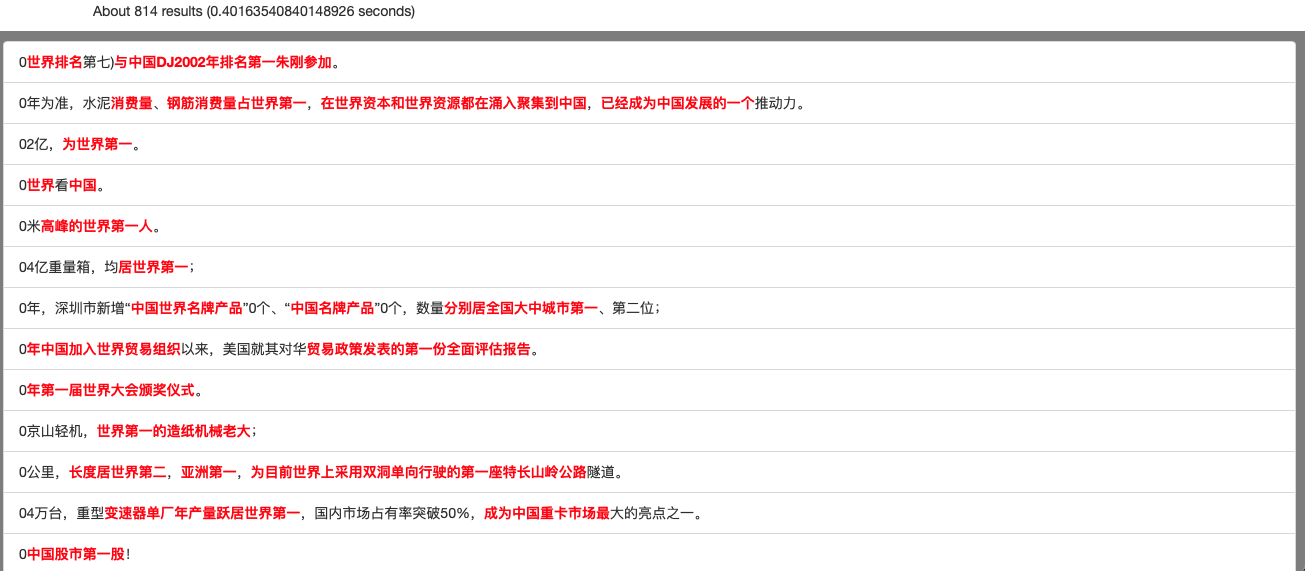 About 814 results (0.40163540840148926 seconds)
0世界排名第七)与中国DJ2002年排名第一朱刚参加。
0年为准，水泥消费量、钢筋消费量占世界第一，在世界资本和世界资源都在涌入聚集到中国，已经成为中国发展的一个推动力。
02亿，为世界第一。
0世界看中国。
0米高峰的世界第一人。
04亿重量箱，均居世界第一；
0年，深圳市新增“中国世界名牌产品”0个、“中国名牌产品”0个，数量分别居全国大中城市第一、第二位；
0年中国加入世界贸易组织以来，美国就其对华贸易政策发表的第一份全面评估报告。
0年第一届世界大会颁奖仪式。
0京山轻机，世界第一的造纸机械老大；
0公里，长度居世界第二，亚洲第一，为目前世界上采用双洞单向行驶的第一座特长山岭公路隧道。
04万台，重型变速器单厂年产量跃居世界第一，国内市场占有率突破50%，成为中国重卡市场最大的亮点之一。
0中国股市第一股！